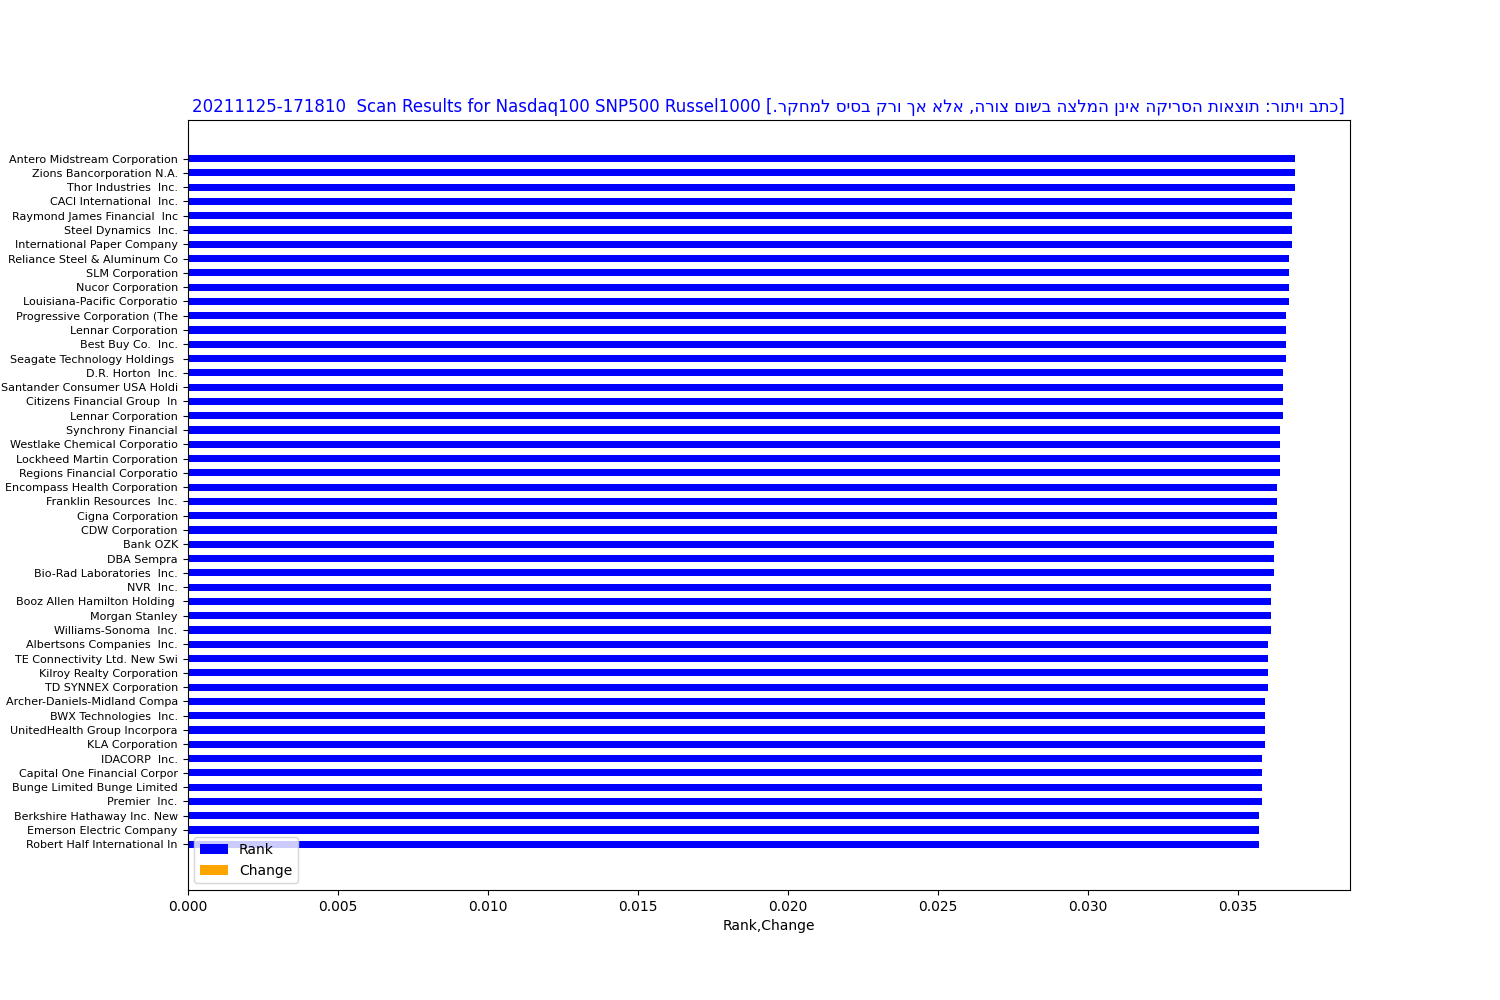 20211125-171810  Scan Results for Nasdaq100 SNP500 Russel1000 [כתב ויתור: תוצאות הסריקה אינן המלצה בשום צורה, אלא אך ורק בסיס למחקר.]
Antero Midstream Corporation
Zions Bancorporation N.A.
Thor Industries  Inc.
CACI International  Inc.
Raymond James Financial  Inc
Steel Dynamics  Inc.
International Paper Company
Reliance Steel & Aluminum Co
SLM Corporation
Nucor Corporation
Louisiana-Pacific Corporatio
Progressive Corporation (The
Lennar Corporation
Best Buy Co.  Inc.
Seagate Technology Holdings
D.R. Horton  Inc.
Santander Consumer USA Holdi
Citizens Financial Group  In
Lennar Corporation
Synchrony Financial
Westlake Chemical Corporatio
Lockheed Martin Corporation
Regions Financial Corporatio
Encompass Health Corporation
Franklin Resources  Inc.
Cigna Corporation
CDW Corporation
Bank OZK
DBA Sempra
Bio-Rad Laboratories  Inc.
NVR  Inc.
Booz Allen Hamilton Holding
Morgan Stanley
Williams-Sonoma  Inc.
Albertsons Companies  Inc.
TE Connectivity Ltd. New Swi
Kilroy Realty Corporation
TD SYNNEX Corporation
Archer-Daniels-Midland Compa
BWX Technologies  Inc.
UnitedHealth Group Incorpora
KLA Corporation
IDACORP  Inc.
Capital One Financial Corpor
Bunge Limited Bunge Limited
Premier  Inc.
Berkshire Hathaway Inc. New
Emerson Electric Company
Robert Half International In
Rank
Change
0.000 0.005 0.010 0.015 0.020 0.025 0.030 0.035
Rank,Change